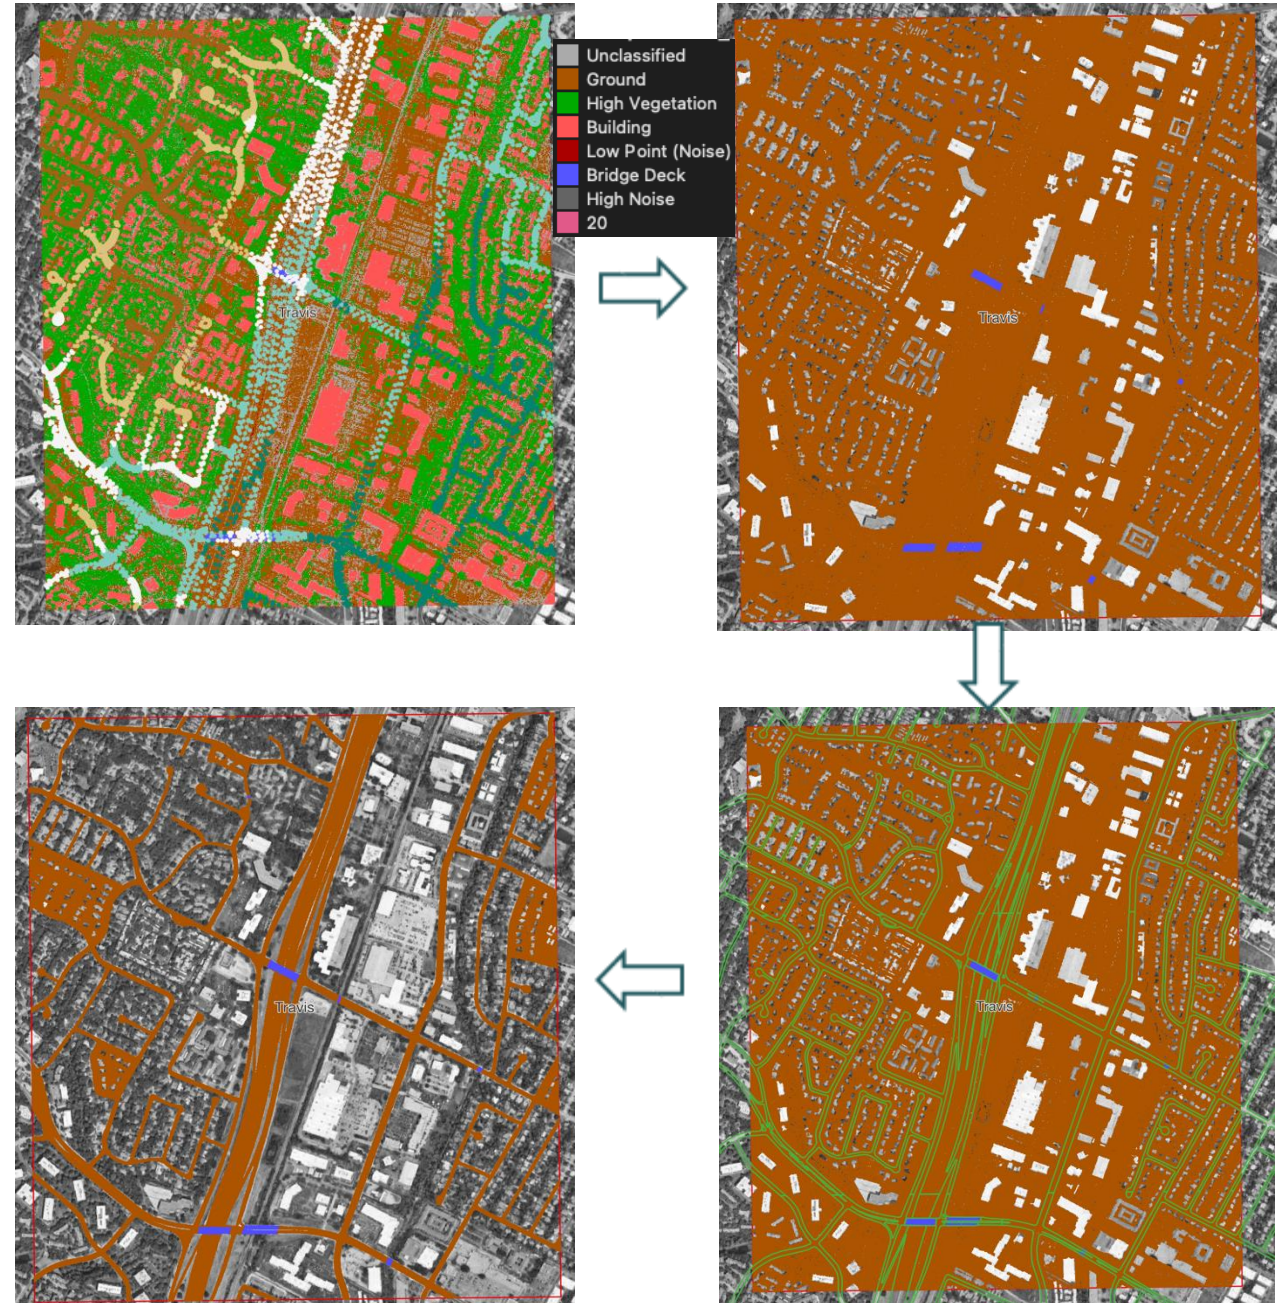 Unclassified
Ground
High Vegetation
Building
Low Point (Noise)
Bridge Deck
High Noise
20
Travis
Travis
Travis
Travis